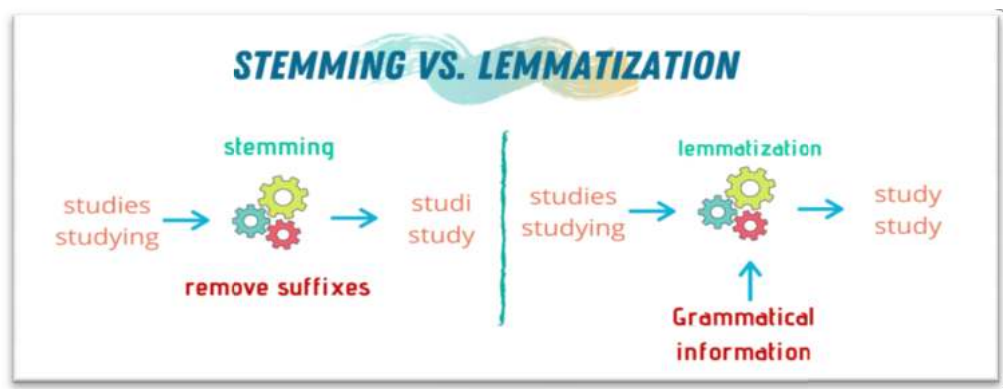 STEMMING VS. LEMMATIZATION
stemming
studies
studying
studi
study
remove suffixes
lemmatization
studies
studying
study
study
Grammatical
information